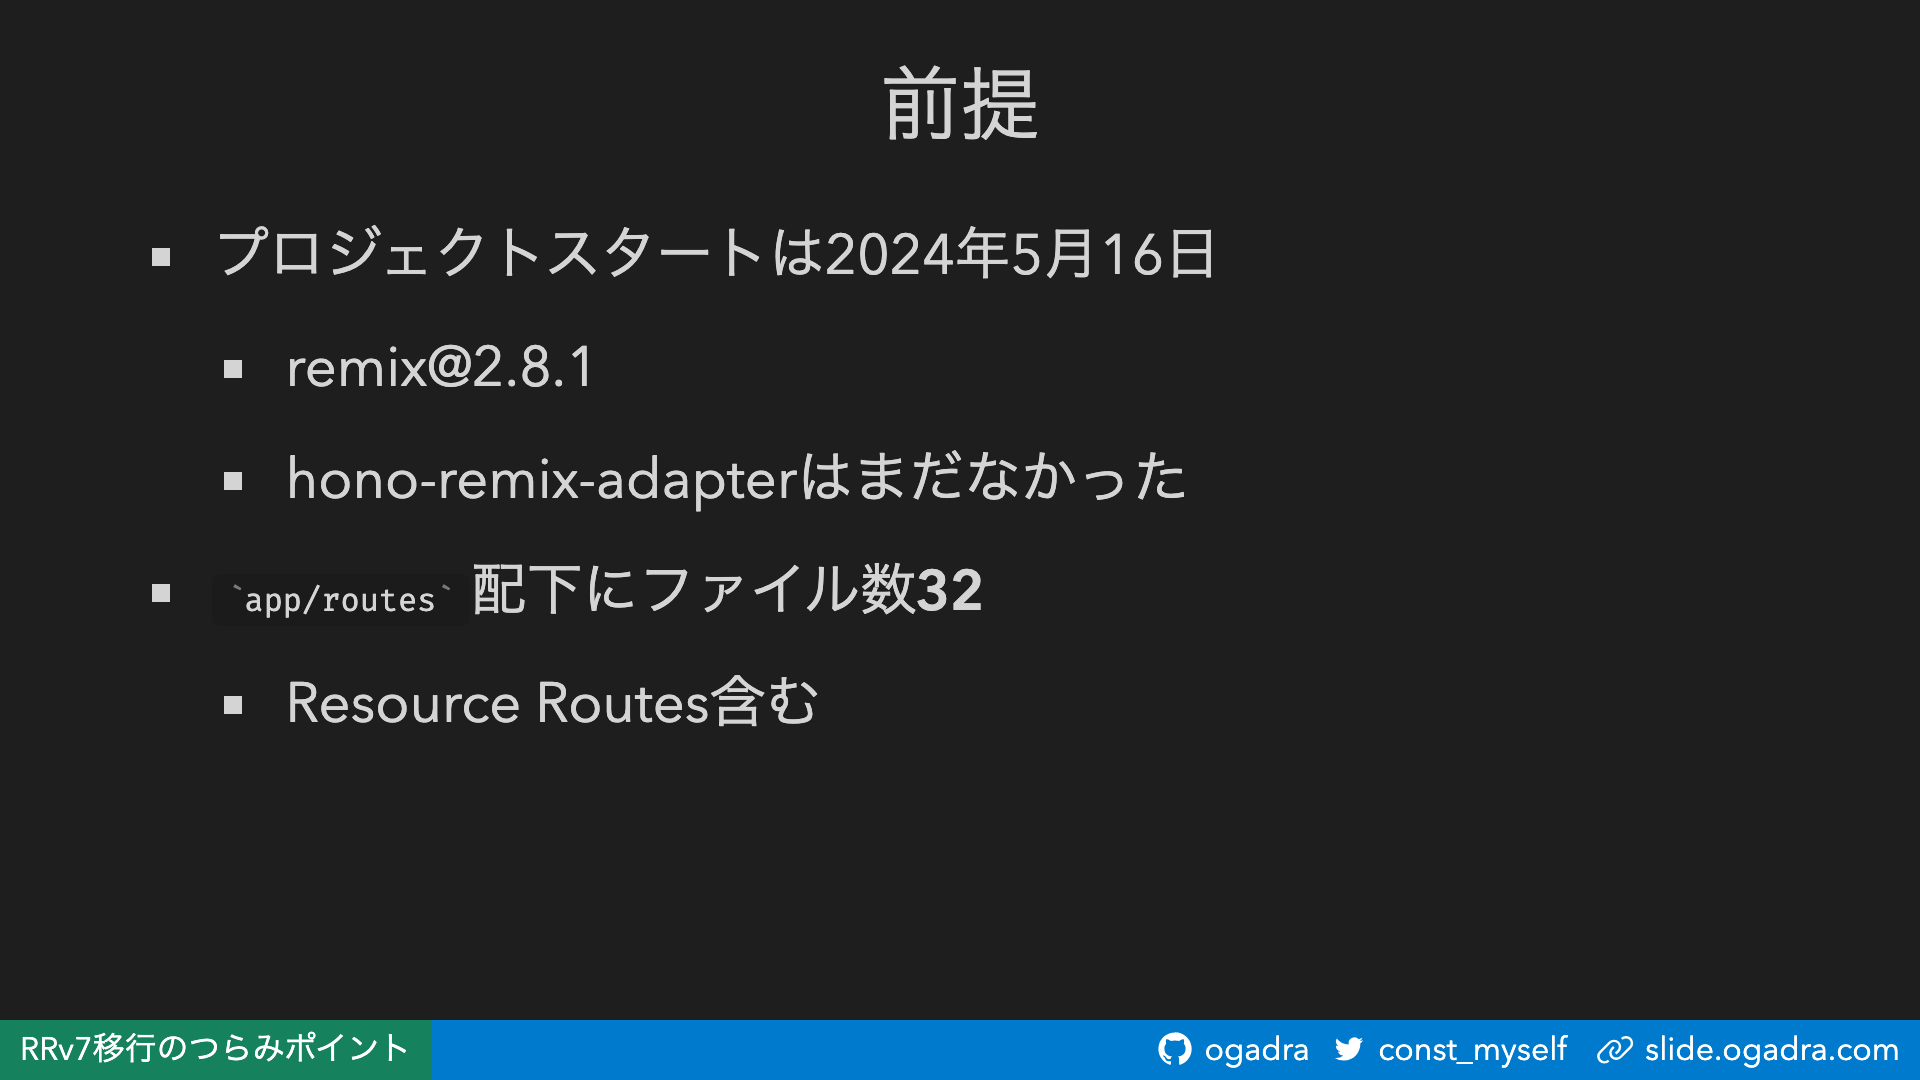 前提
プロジェクトスタートは2024年5月16日
remix@2.8.1
hono-remix-adapterはまだなかった
`app/routes`配下にファイル数32
Resource Routes含む
RRv7移行のつらみポイント
ogadra const_myself slide.ogadra.com